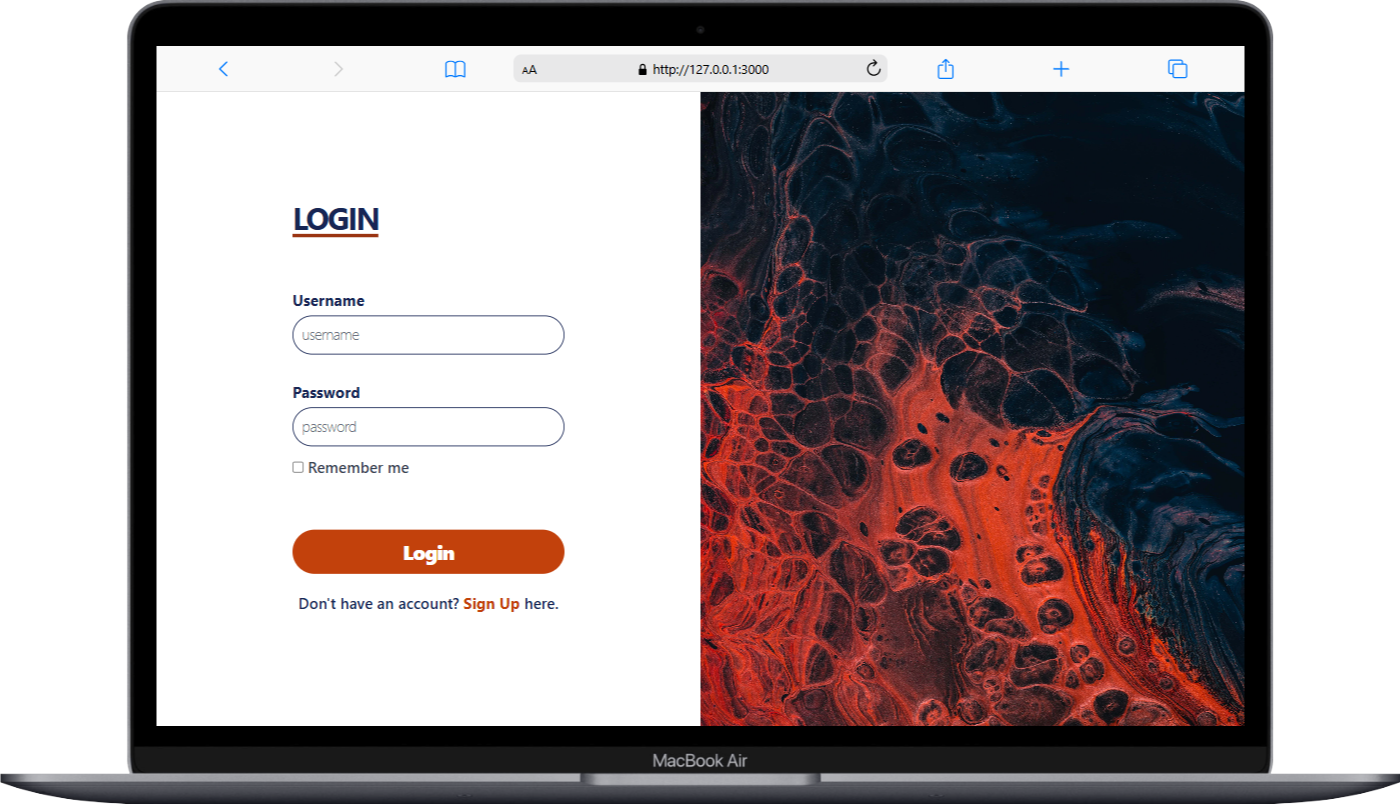 AA http://127.0.0.1:3000
LOGIN
Username
username
Password
password
Remember me
Login
Don't have an account? Sign Up here.
MacBook Air